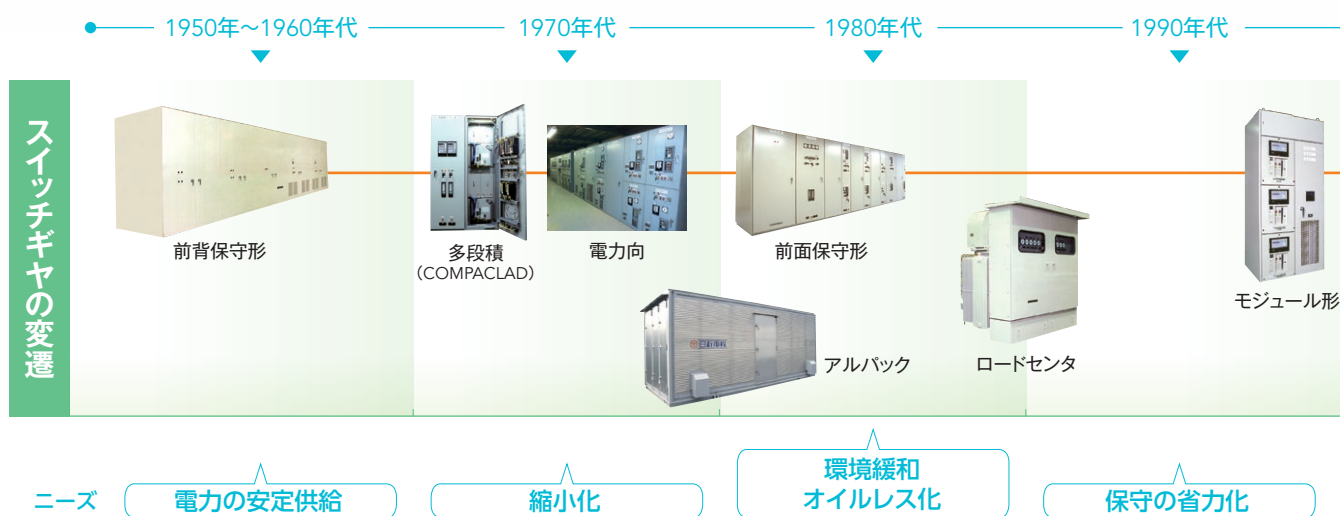 1950年～1960年代
1970年代
1980年代
1990年代
スイッチギヤの変遷
前背保守形
多段積
（COMPACLAD）
電力向
前面保守形
モジュール形
アルパック
ロードセンタ
ニーズ
電力の安定供給
縮小化
環境緩和
オイルレス化
保守の省力化